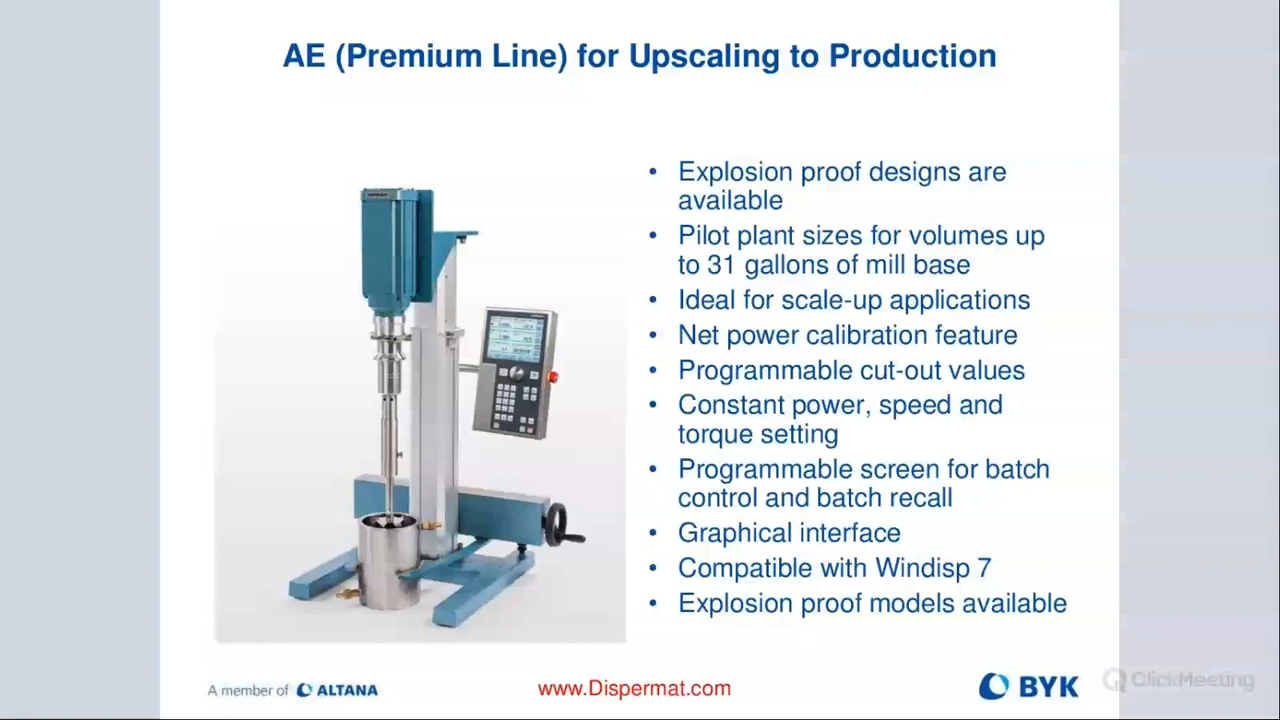 AE (Premium Line) for Upscaling to Production
• Explosion proof designs are
available
• Pilot plant sizes for volumes up
to 31 gallons of mill base
• Ideal for scale-up applications
• Net power calibration feature
• Programmable cut-out values
• Constant power, speed and
torque setting
• Programmable screen for batch
control and batch recall
• Graphical interface
• Compatible with Windisp 7
• Explosion proof models available
A member of ALTANA
www.Dispermat.com
BYK
ClickMeeting